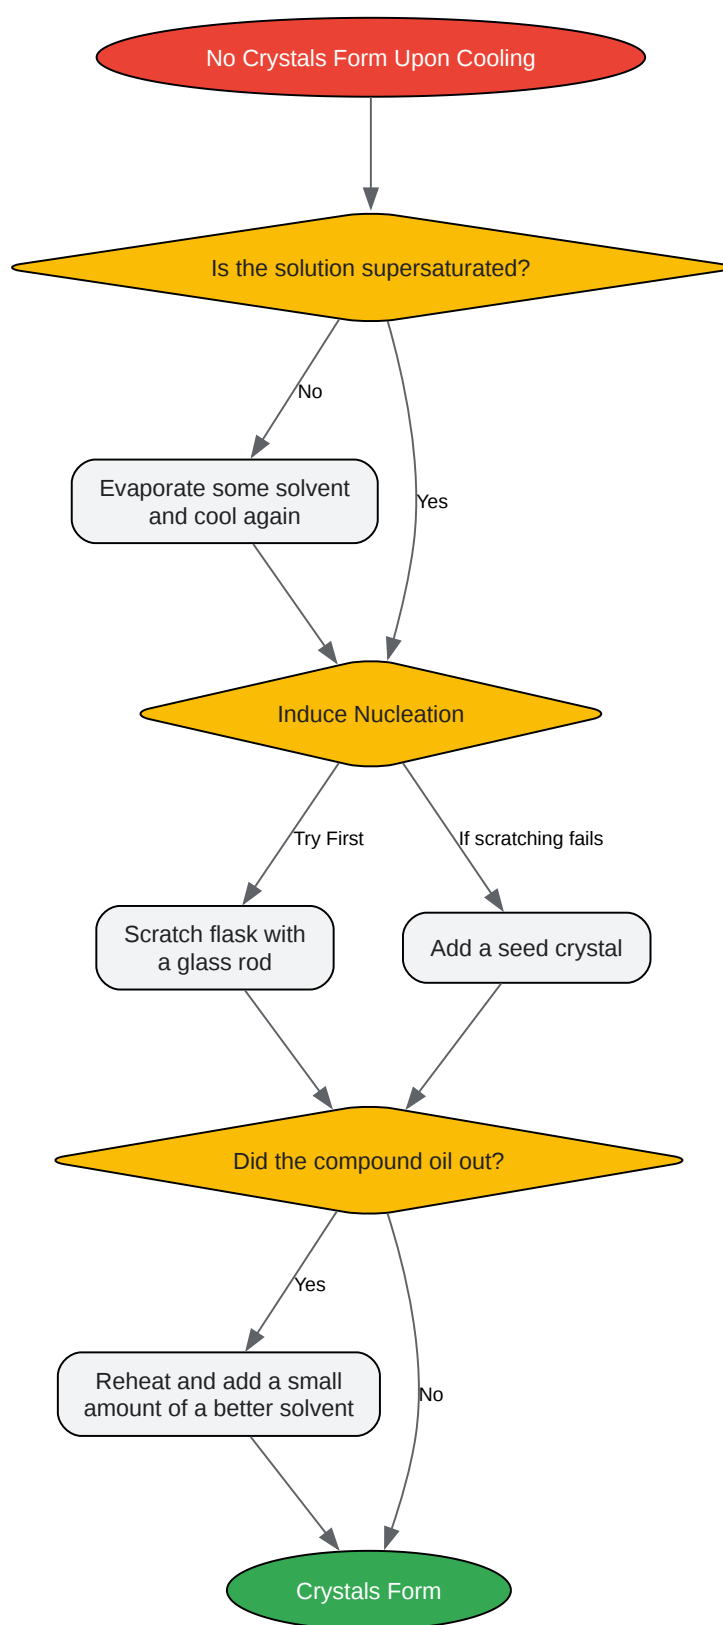 No Crystals Form Upon Cooling
Is the solution supersaturated?
No
Evaporate some solvent
and cool again
Yes
Induce Nucleation
Try First
If scratching fails
Scratch flask with
a glass rod
Add a seed crystal
Did the compound oil out?
Yes
Reheat and add a small
amount of a better solvent
No
Crystals Form